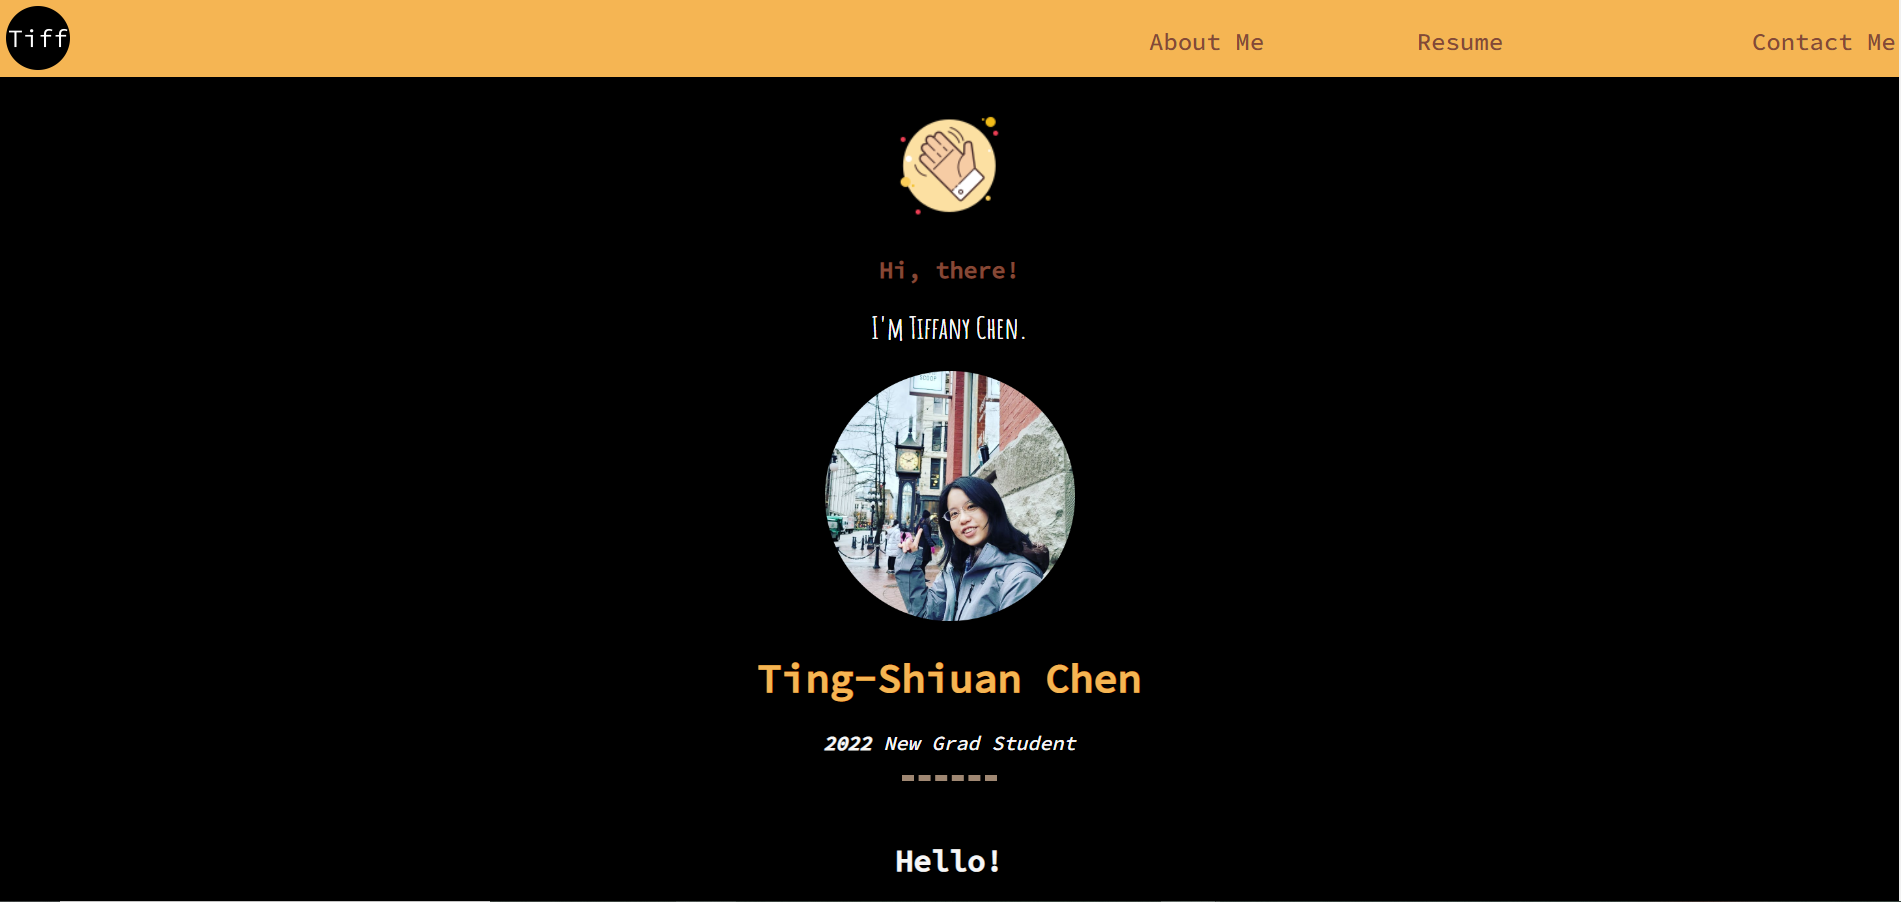 Tiff
About Me
Resume
Contact Me
Hi, there!
I'm Tiffany Chen.
Ting-Shiuan Chen
2022 New Grad Student
Hello!